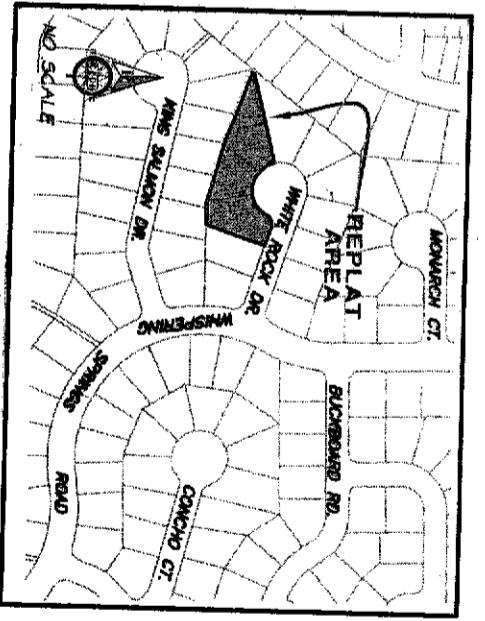 MONARCH CT.
REPLAT
AREA
WHITE ROCK DR.
KING SALMON DR.
NO SCALE
WHISPERING
SPRINGS
ROAD
BUCKBOARD RD.
CONCHO CT.